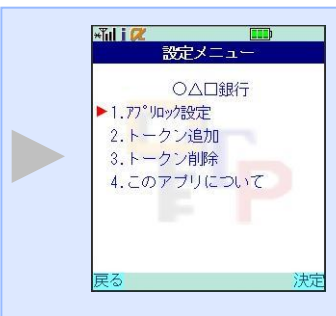 i α
設定メニュー
○△□銀行
1.ｱﾌﾟﾘﾛｯｸ設定
2.トークン追加
3.トークン削除
4.このアプリについて
戻る 決定